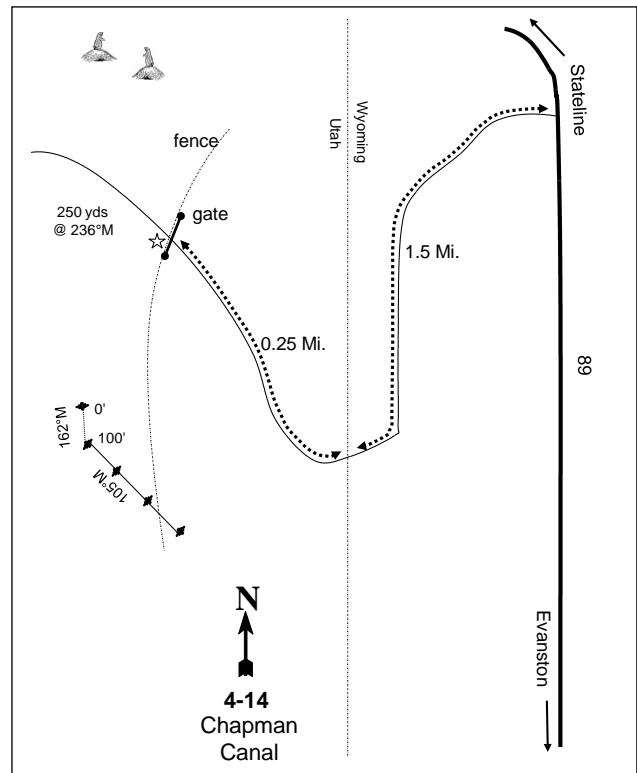 Stateline
Wyoming
Utah
fence
250 yds
@ 236°M
gate
1.5 Mi.
0.25 Mi.
89
0'
162°M
100'
105°M
N
4-14
Chapman
Canal
Evanston